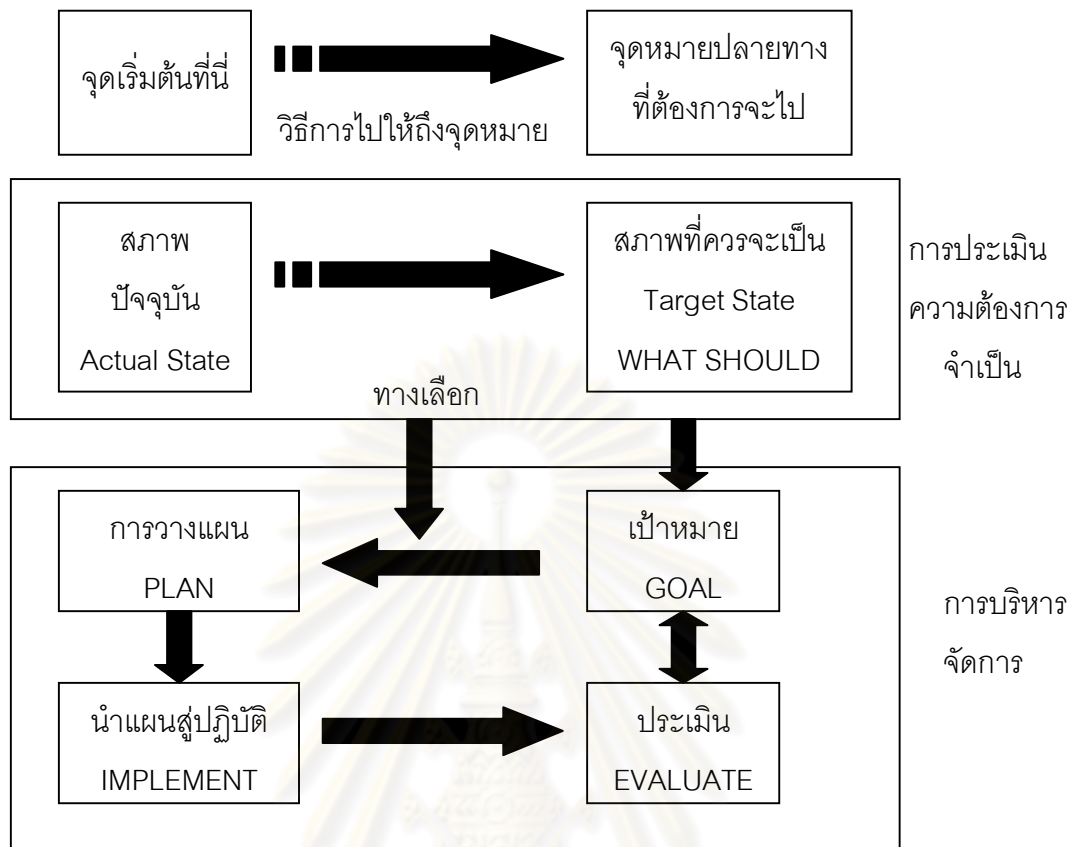 จุดเริ่มต้นที่นี่
วิธีการไปให้ถึงจุดหมาย
จุดหมายปลายทาง
ที่ต้องการจะไป
สภาพ
ปัจจุบัน
Actual State
สภาพที่ควรจะเป็น
Target State
WHAT SHOULD
การประเมิน
ความต้องการ
จำเป็น
ทางเลือก
การวางแผน
PLAN
เป้าหมาย
GOAL
การบริหาร
จัดการ
นำแผนสู่ปฏิบัติ
IMPLEMENT
ประเมิน
EVALUATE